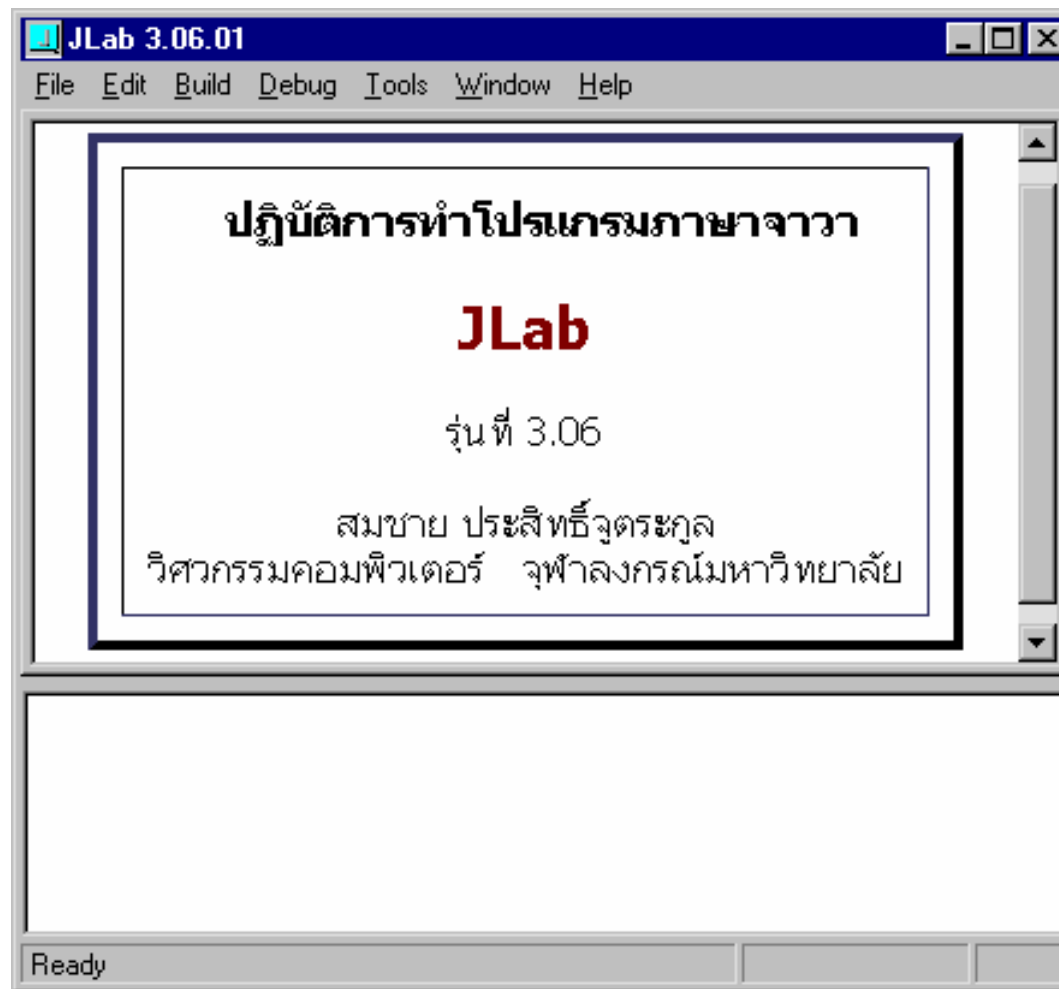 JLab 3.06.01
File Edit Build Debug Tools Window Help
ปฏิบัติการทำโปรแกรมภาษาจาวา
JLab
รุ่นที่ 3.06
สมชาย ประสิทธิ์จูตระกูล
วิศวกรรมคอมพิวเตอร์ จุฬาลงกรณ์มหาวิทยาลัย
Ready